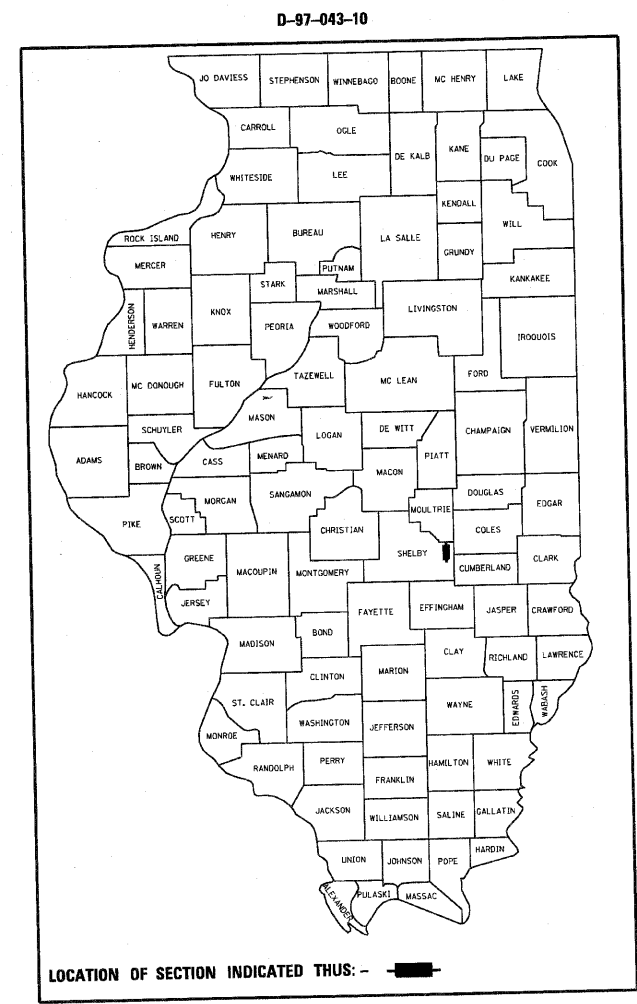 D-97-043-10
JO DAVIESS STEPHENSON WINNEBAGO BOONE MC HENRY LAKE
CARROLL OGLE DE KALB KANE DU PAGE COOK
WHITESIDE LEE
KENDALL
ROCK ISLAND HENRY BUREAU LA SALLE GRUNDY WILL
MERCER PUTNAM KANKAKEE
STARK MARSHALL
HENDERSON WARREN KNOX PEORIA WOODFORD LIVINGSTON IROQUOIS
HANCOCK MC DONOUGH FULTON TAZEWELL MC LEAN FORD
MASON
SCHUYLER LOGAN DE WITT CHAMPAIGN VERMILION
ADAMS BROWN CASS MENARD PIATT
MACON
MORGAN SANGAMON DOUGLAS
PIKE SCOTT CHRISTIAN MOULTRIE COLES EDGAR
CALHOUN GREENE MACOUPIN MONTGOMERY SHELBY CUMBERLAND CLARK
JERSEY
FAYETTE EFFINGHAM JASPER CRAWFORD
MADISON BOND
CLAY RICHLAND LAWRENCE
CLINTON MARION
ST. CLAIR WAYNE EDWARDS WABASH
MONROE WASHINGTON JEFFERSON
RANDOLPH PERRY HAMILTON WHITE
FRANKLIN
JACKSON WILLIAMSON SALINE GALLATIN
UNION JOHNSON POPE HARDIN
ALEXANDER PULASKI MASSAC
LOCATION OF SECTION INDICATED THUS: -